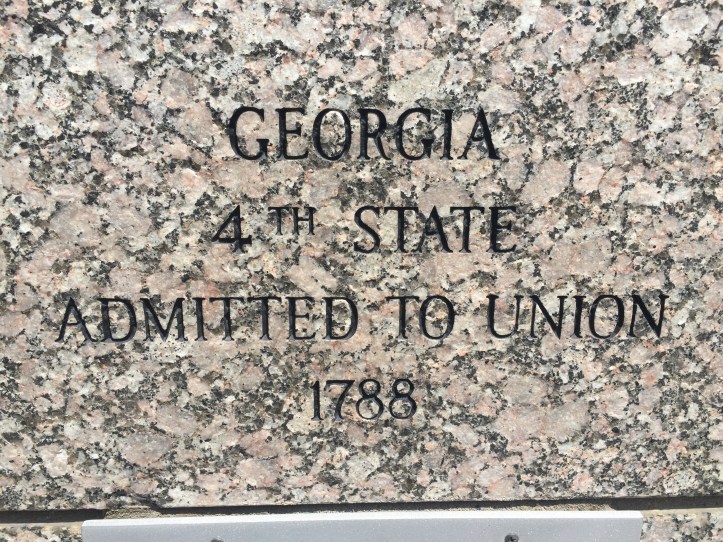 GEORGIA
4TH STATE
ADMITTED TO UNION
1788